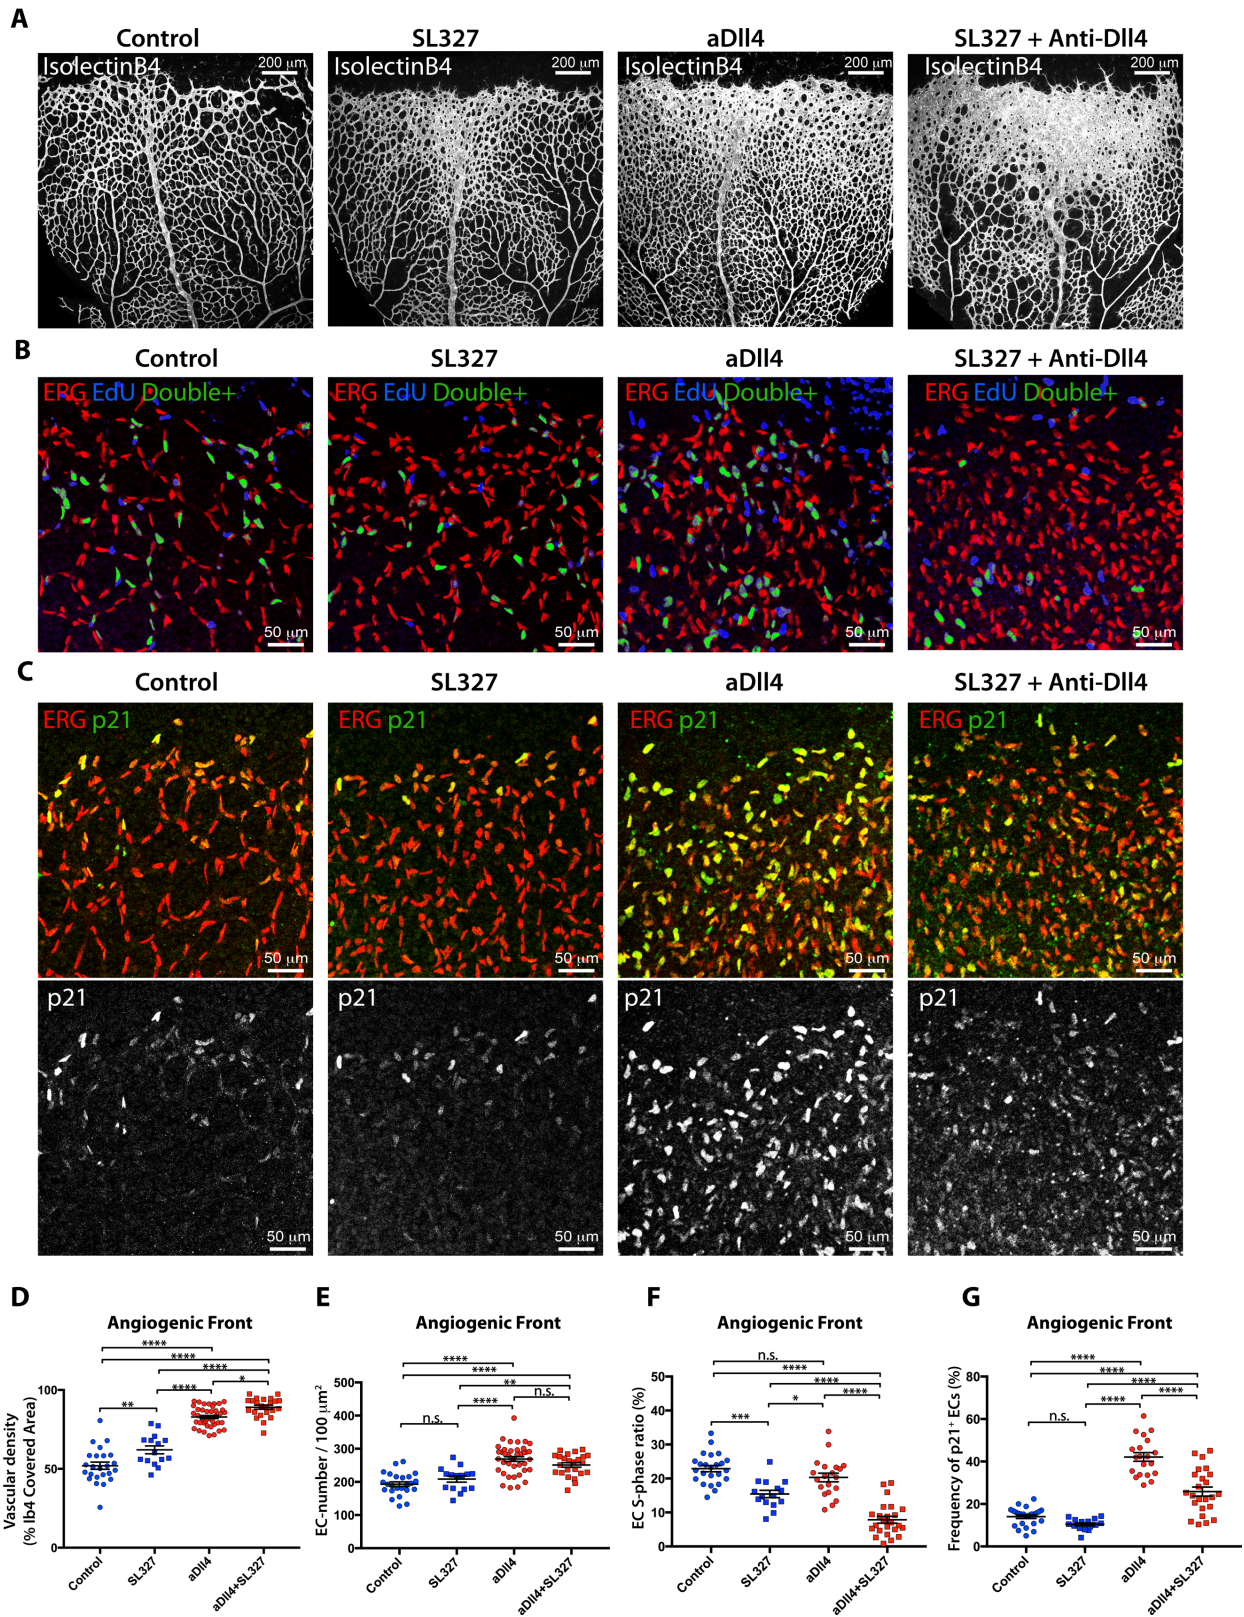 A
Control
SL327
aDll4
SL327 + Anti-Dll4
IsolectinB4
200 µm
IsolectinB4
200 µm
IsolectinB4
200 µm
IsolectinB4
200 µm
B
Control
SL327
aDll4
SL327 + Anti-Dll4
ERG EdU Double+
50 µm
ERG EdU Double+
50 µm
ERG EdU Double+
50 µm
ERG EdU Double+
50 µm
C
Control
SL327
aDll4
SL327 + Anti-Dll4
ERG p21
50 µm
ERG p21
50 µm
ERG p21
50 µm
ERG p21
50 µm
p21
50 µm
p21
50 µm
p21
50 µm
p21
50 µm
D
Angiogenic Front
****
****
****
*
****
**
100
50
0
Vascular density
(% Ib4 Covered Area)
Control
SL327
aDll4
aDll4+SL327
E
Angiogenic Front
****
****
**
n.s.
****
n.s.
500
400
300
200
100
0
EC-number / 100 µm²
Control
SL327
aDll4
aDll4+SL327
F
Angiogenic Front
n.s.
****
****
****
*
***
50
40
30
20
10
0
EC S-phase ratio (%)
Control
SL327
aDll4
aDll4+SL327
G
Angiogenic Front
****
****
****
****
****
n.s.
80
60
40
20
0
Frequency of p21⁺ ECs (%)
Control
SL327
aDll4
aDll4+SL327